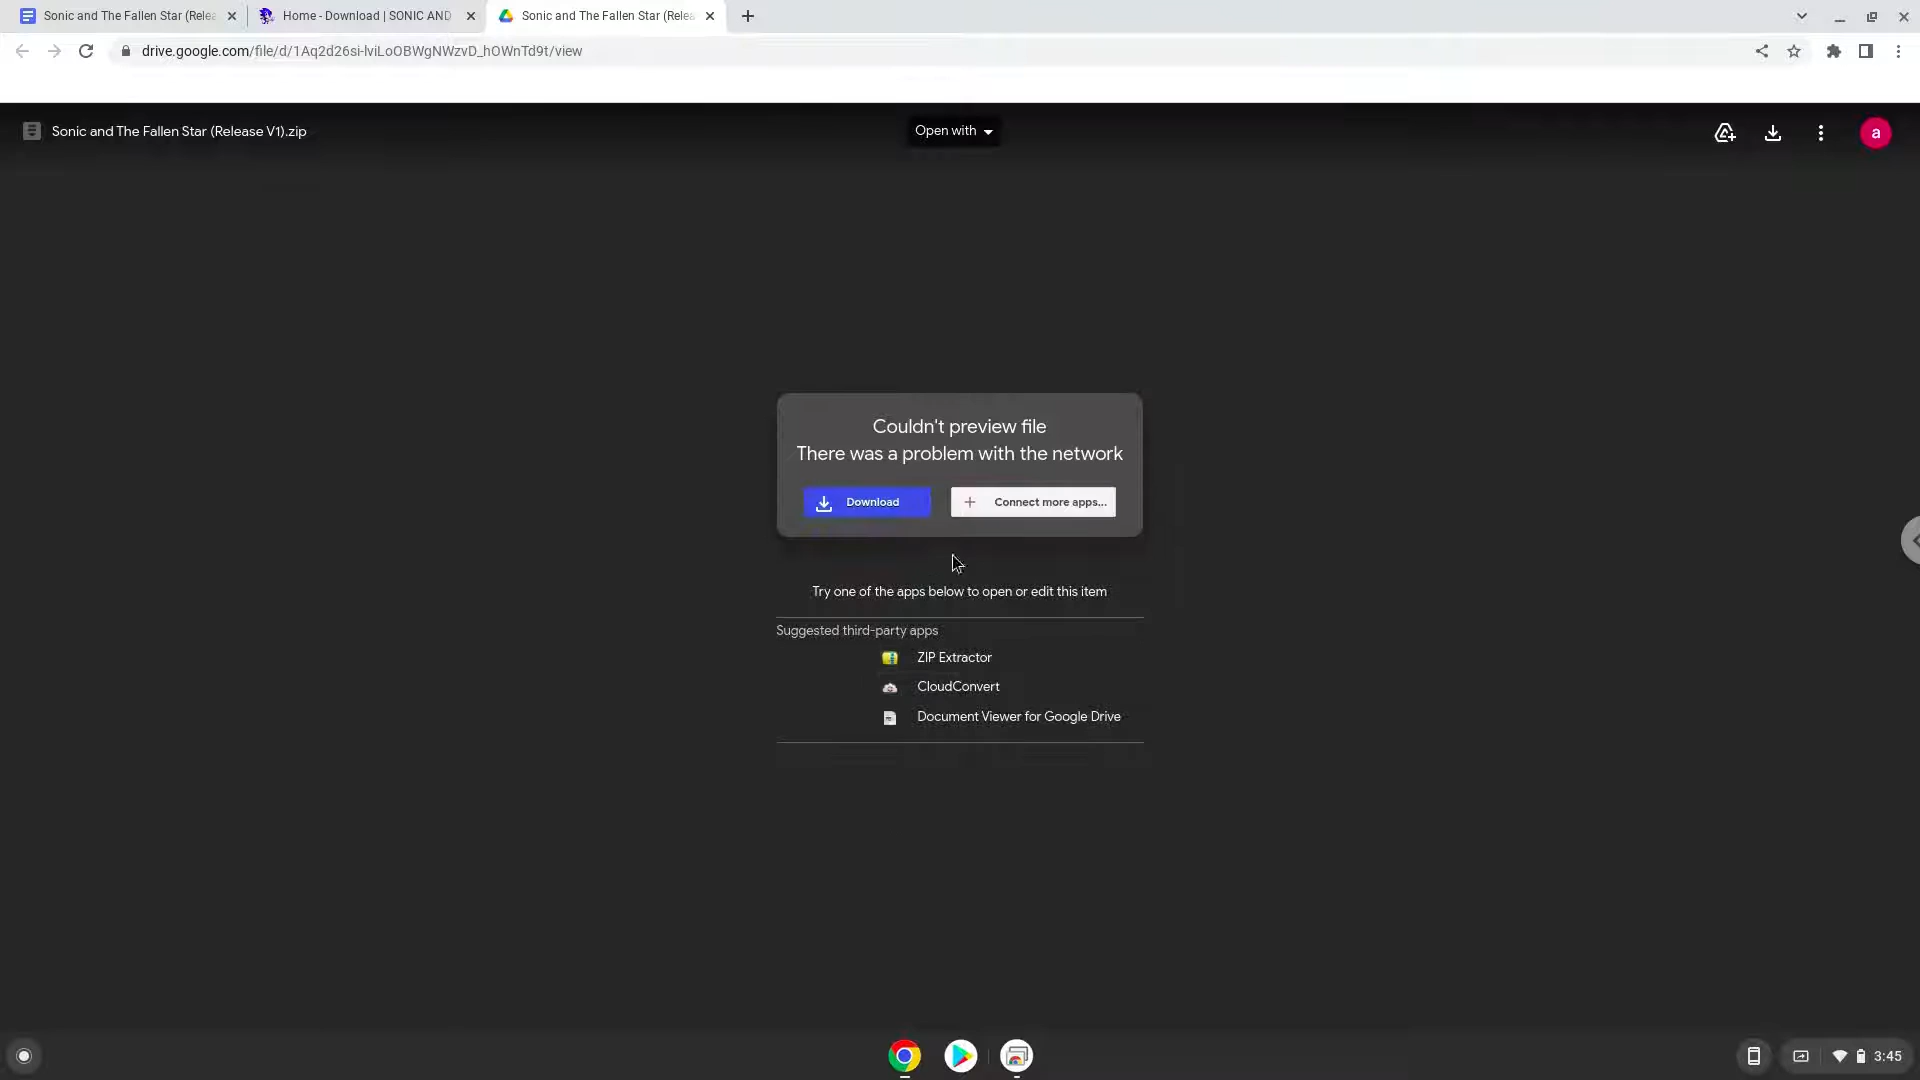 Sonic and The Fallen Star (Relea
Home - Download | SONIC AND
Sonic and The Fallen Star (Relea
drive.google.com/file/d/1Aq2d26si-lviLoOBWgNWzvD_hOWnTd9t/view
Sonic and The Fallen Star (Release V1).zip
Open with
a
Couldn't preview file
There was a problem with the network
Download
Connect more apps...
Try one of the apps below to open or edit this item
Suggested third-party apps
ZIP Extractor
CloudConvert
Document Viewer for Google Drive
3:45